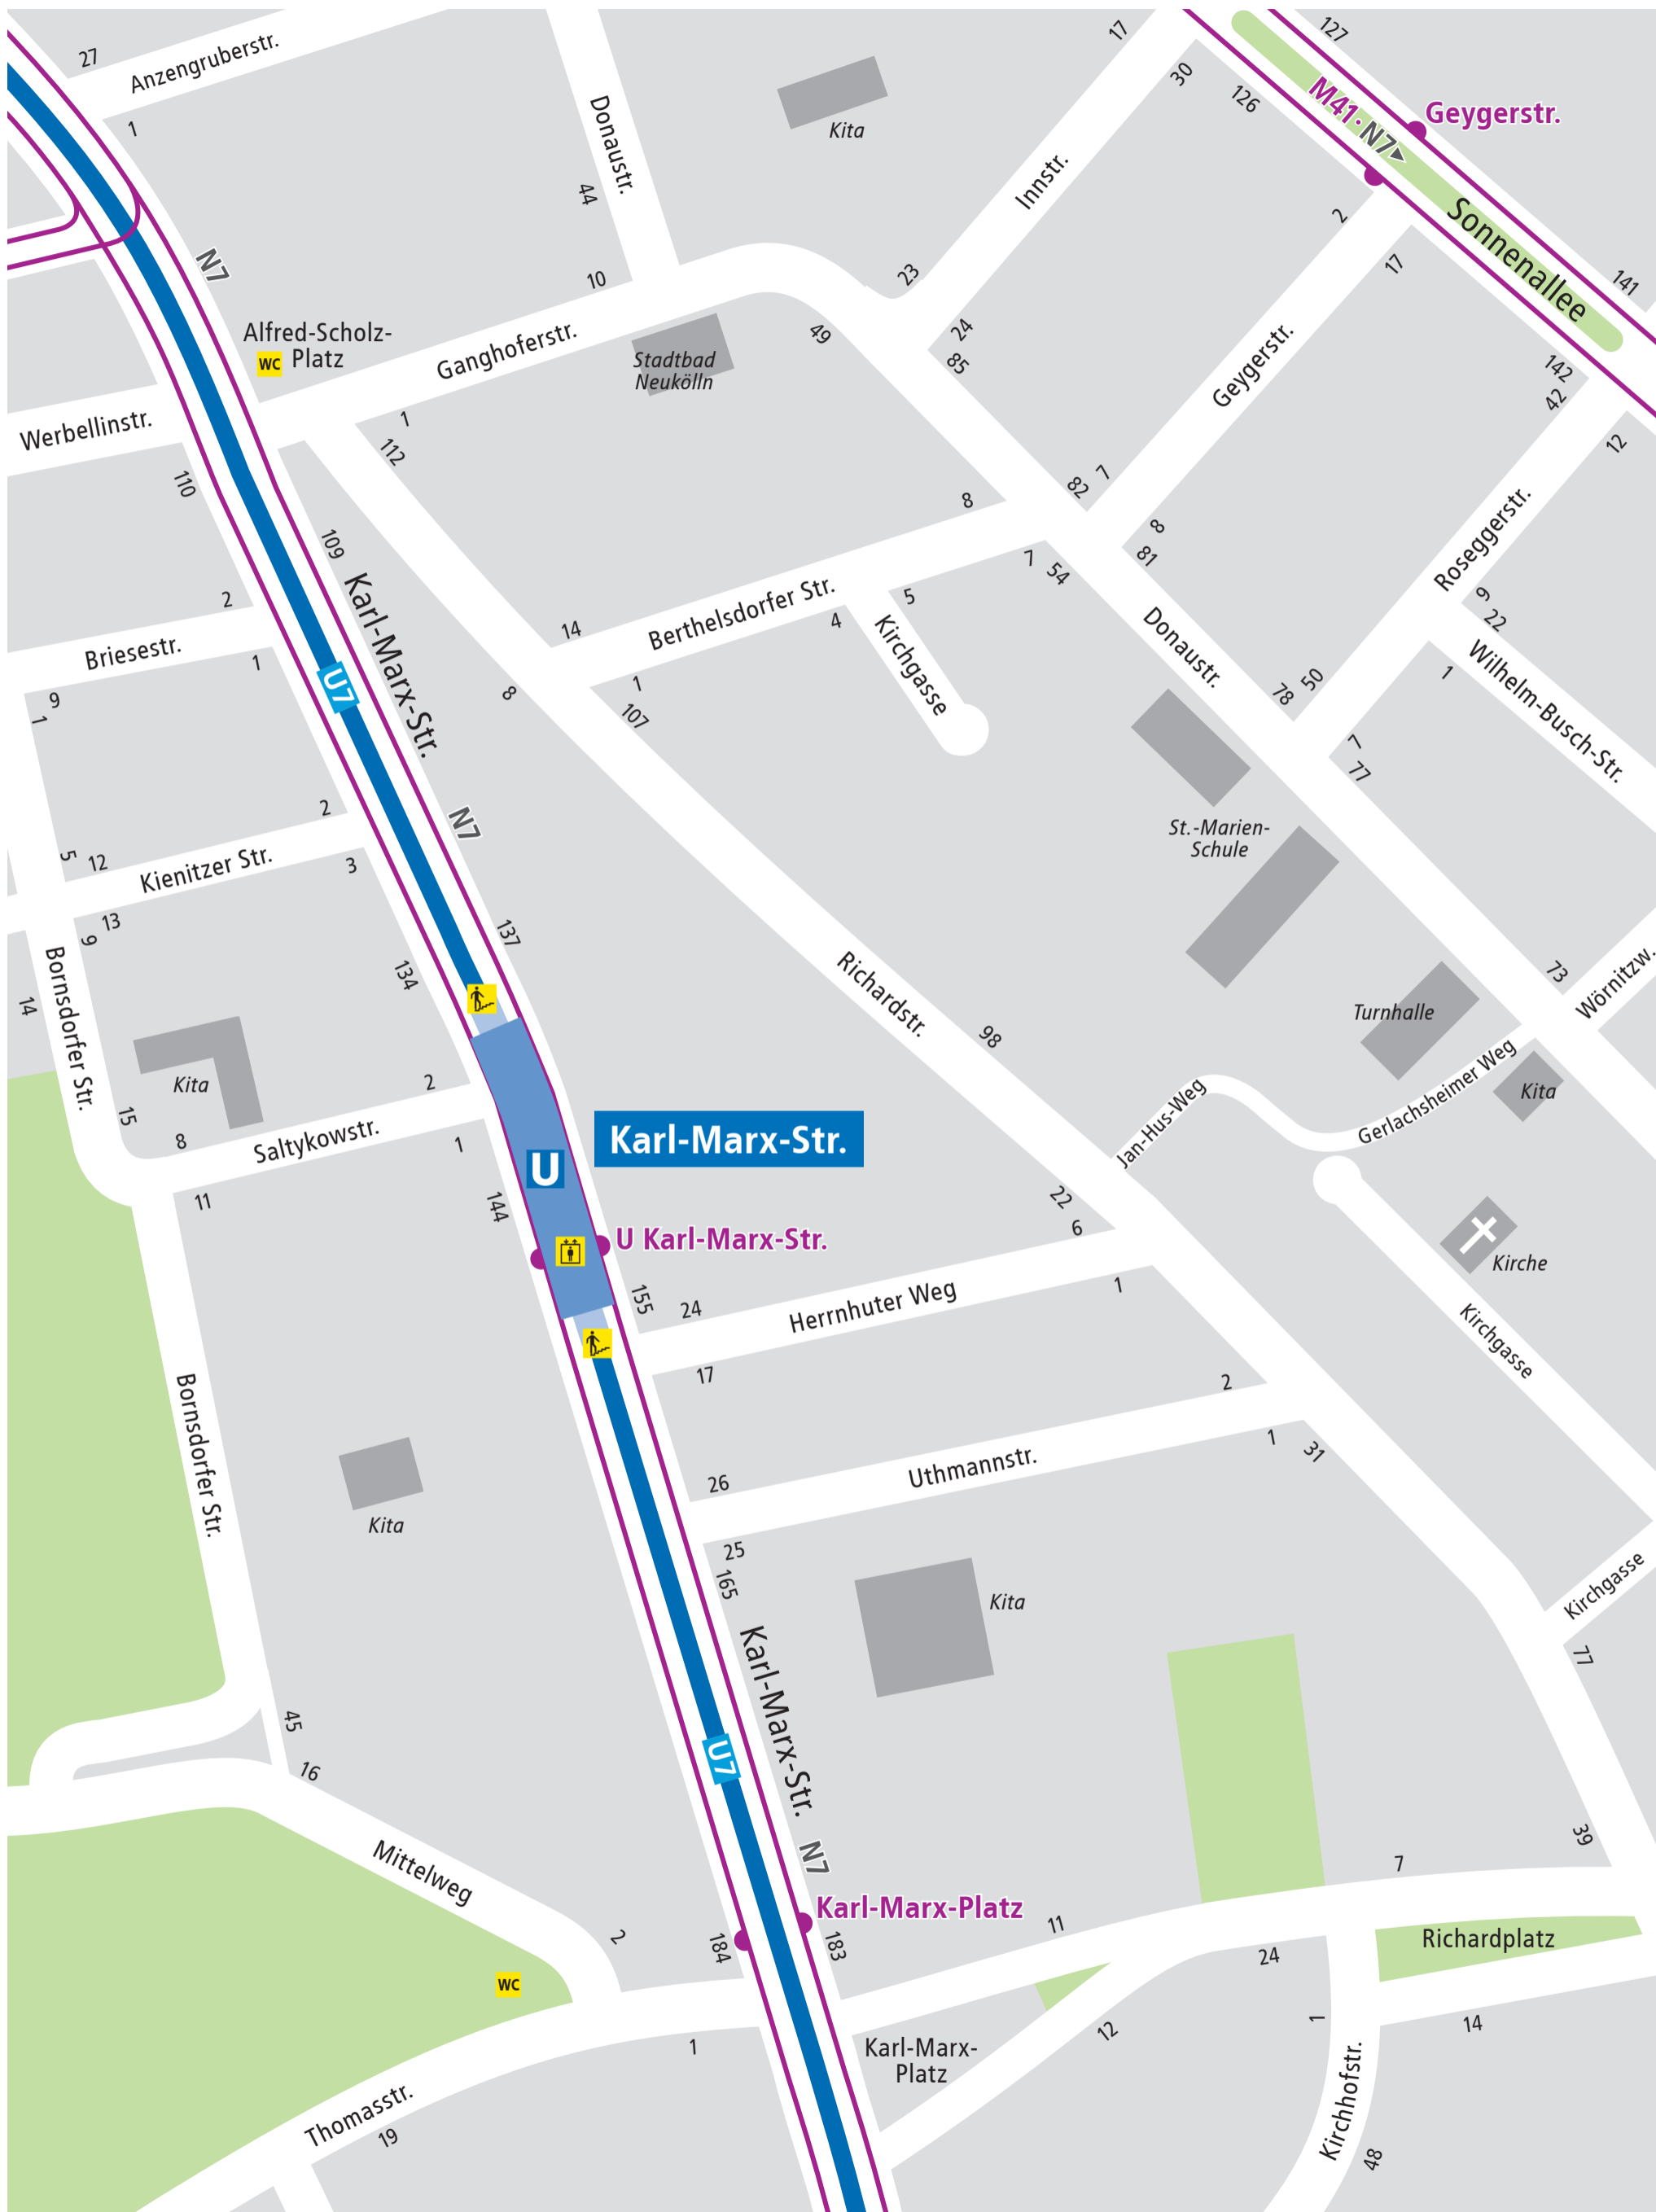 27
Anzengruberstr.
1
Donaustr.
44
Kita
17
30
126
127
M41·N7
Geygerstr.
Innstr.
2
17
Sonnenallee
141
N7
10
23
Alfred-Scholz-
WC Platz
Ganghoferstr.
Stadtbad
Neukölln
49
24
85
Geygerstr.
142
42
12
Werbellinstr.
1
112
110
109
8
82
7
8
81
Roseggerstr.
9
22
Karl-Marx-Str.
2
Briesestr.
1
14
Berthelsdorfer Str.
7
54
5
4
Kirchgasse
Donaustr.
78
50
1
Wilhelm-Busch-Str.
U7
9
1
8
1
107
7
77
2
N7
St.-Marien-
Schule
5
12
Kienitzer Str.
3
13
9
137
134
14
Bornsdorfer Str.
Richardstr.
98
73
Wörnitzw.
Turnhalle
Kita
2
15
8
Saltykowstr.
1
11
144
Karl-Marx-Str.
U
U Karl-Marx-Str.
Jan-Hus-Weg
Gerlachsheimer Weg
Kita
22
6
Kirche
155
24
Herrnhuter Weg
1
17
Kirchgasse
2
Bornsdorfer Str.
Kita
26
Uthmannstr.
1
31
25
165
Kita
Kirchgasse
77
Karl-Marx-Str.
45
16
U7
Mittelweg
N7
39
7
Karl-Marx-Platz
2
184
183
11
24
Richardplatz
WC
1
Karl-Marx-
Platz
12
1
14
Thomasstr.
19
Kirchhofstr.
48